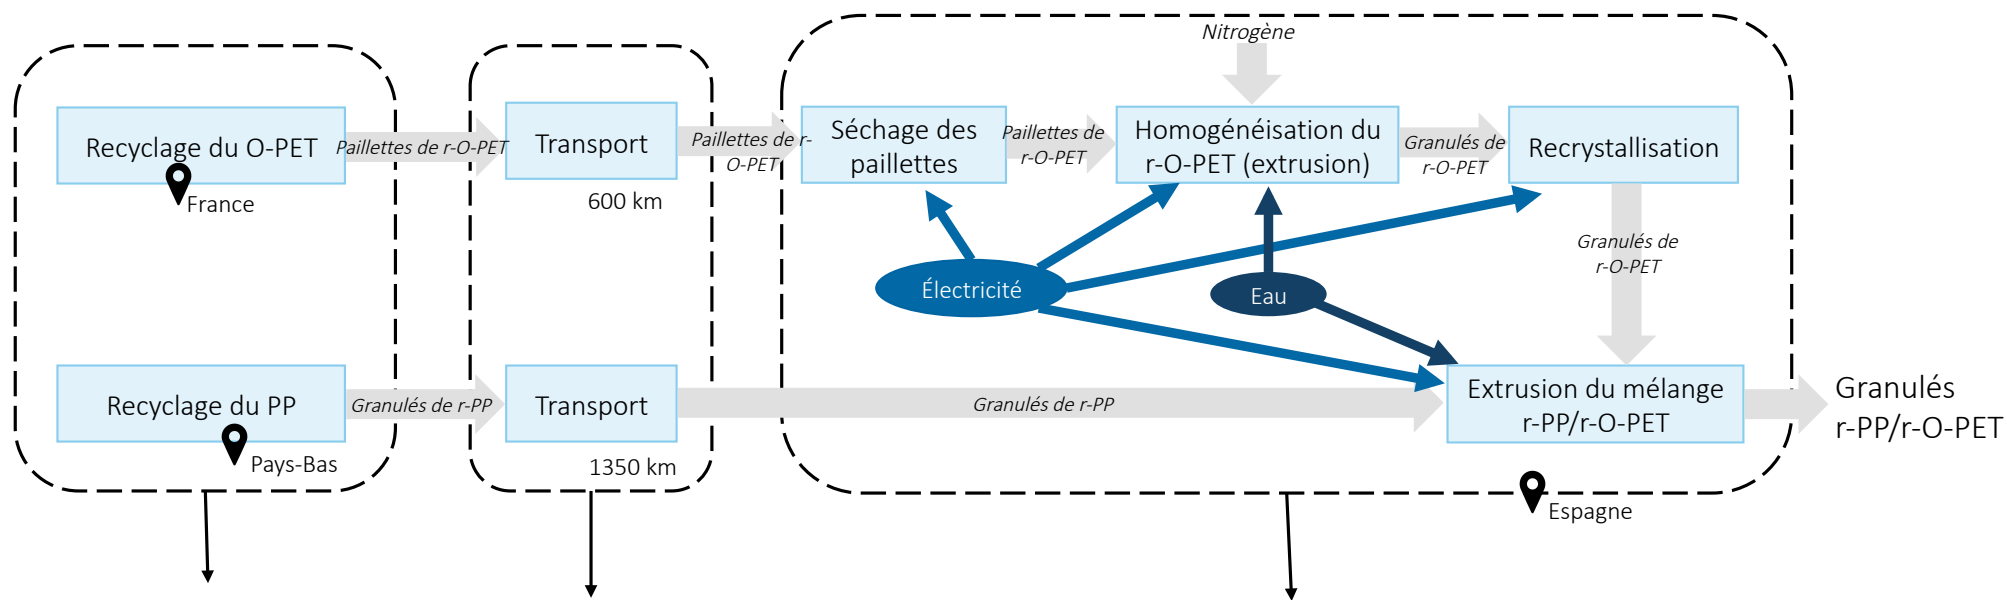 Nitrogène
Recyclage du O-PET
France
Paillettes de r-O-PET
Transport
600 km
Paillettes de r-
O-PET
Séchage des
paillettes
Paillettes de
r-O-PET
Homogénéisation du
r-O-PET (extrusion)
Granulés de
r-O-PET
Recrystallisation
Granulés de
r-O-PET
Électricité
Eau
Recyclage du PP
Pays-Bas
Granulés de r-PP
Transport
1350 km
Granulés de r-PP
Extrusion du mélange
r-PP/r-O-PET
Granulés
r-PP/r-O-PET
Espagne